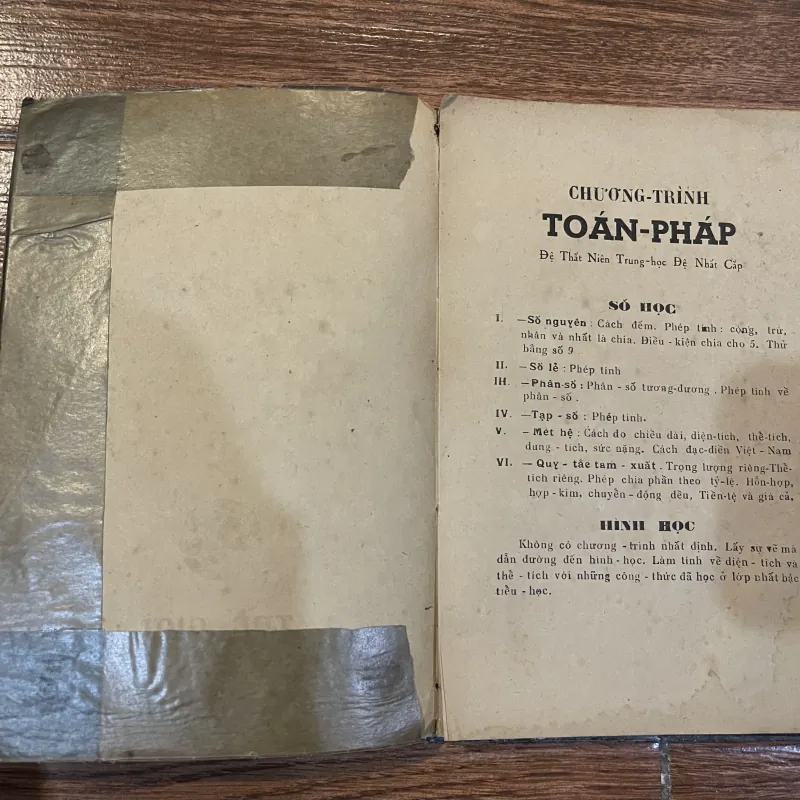 CHƯƠNG-TRÌNH
TOÁN-PHÁP
Đệ Thất Niên Trung-học Đệ Nhất Cấp
SỐ HỌC
I. —Số nguyên : Cách đếm. Phép tính : cộng, trừ,
nhân và nhất là chia. Điều - kiện chia cho 5. Thử
bằng số 9
II. —Số lẻ : Phép tính
III. —Phân-số : Phân - số tương-đương . Phép tính về
phân - số .
IV. —Tạp - số : Phép tính.
V. —Mét hệ : Cách đo chiều dài, diện-tích, thể-tích,
dung - tích, sức nặng. Cách đạc-điền Việt - Nam
VI. —Quy - tắc tam - xuất . Trọng lượng riêng-Thể-
tích riêng. Phép chia phần theo tỷ-lệ. Hỗn-hợp,
hợp - kim, chuyển - động đều, Tiền-tệ và giá cả,
HÌNH HỌC
Không có chương - trình nhất định. Lấy sự vẽ mà
dẫn đường đến hình - học. Làm tính về diện - tích và
thể - tích với những công - thức đã học ở lớp nhất bậc
tiểu - học.